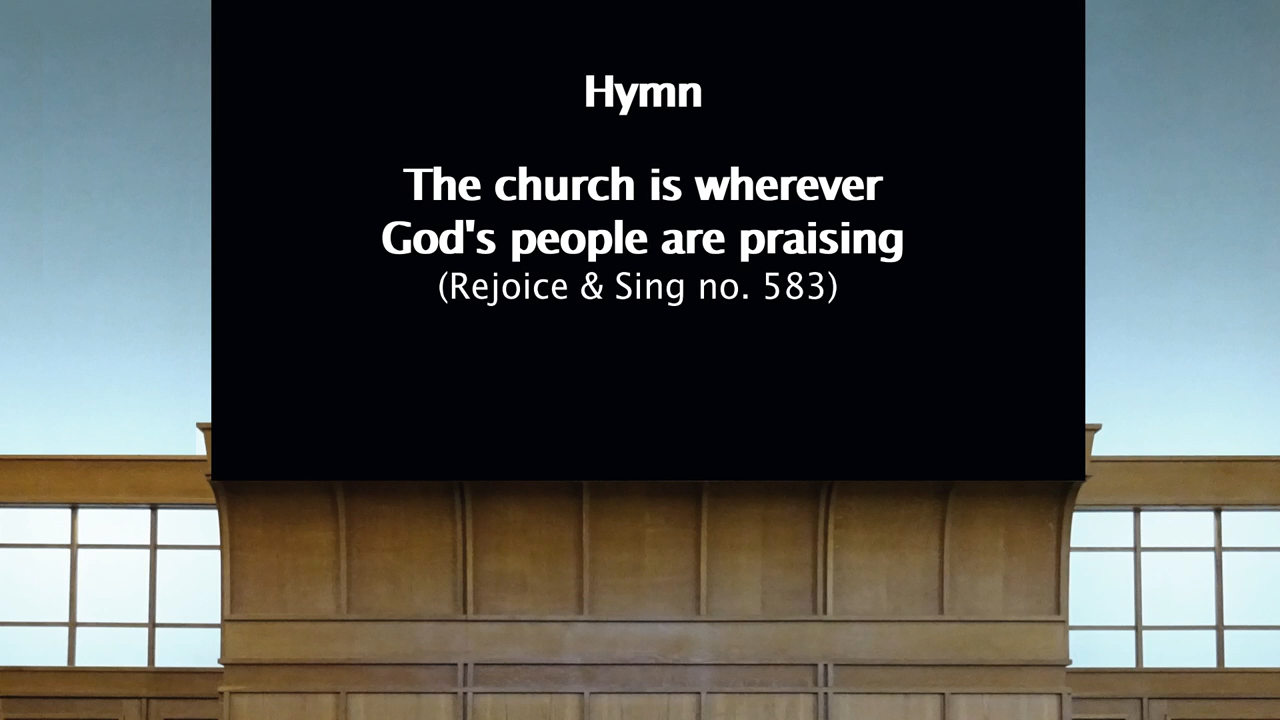 Hymn
The church is wherever
God's people are praising
(Rejoice & Sing no. 583)